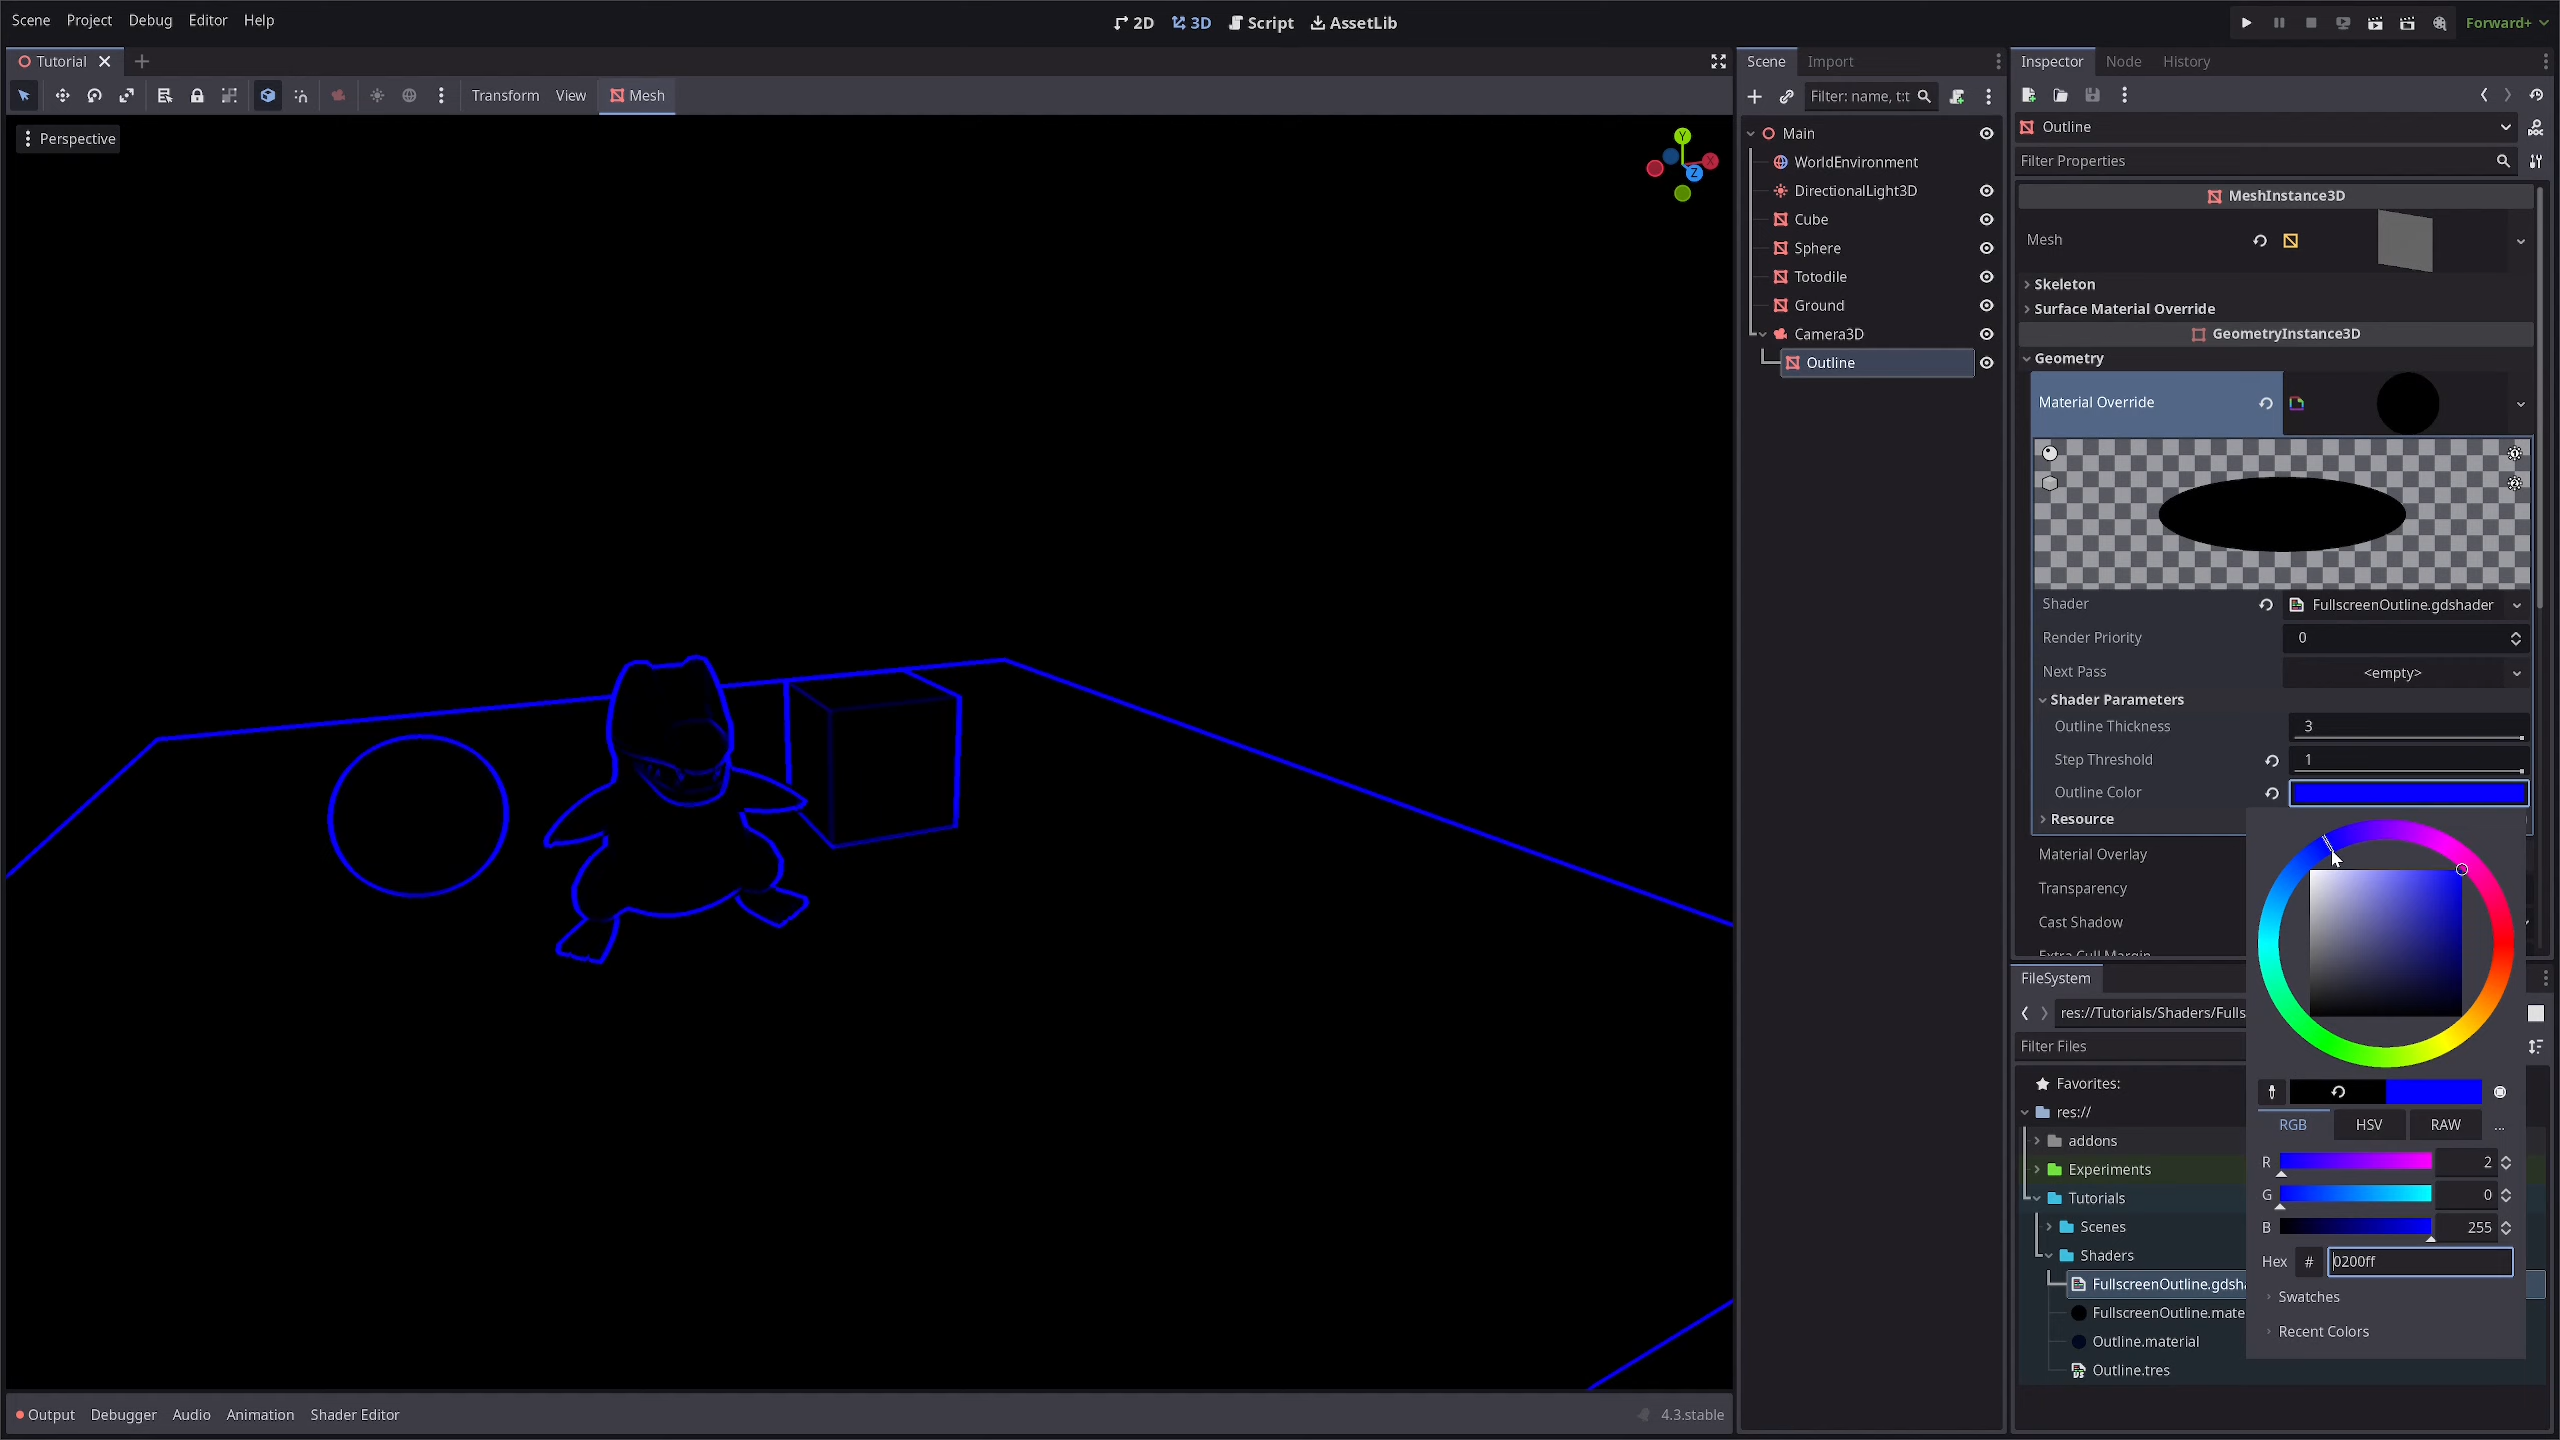 Scene Project Debug Editor Help
2D 3D Script AssetLib
Forward+
Tutorial
Transform View Mesh
Perspective
Y
X
Z
Scene Import
Filter: name, t:t
Main
WorldEnvironment
DirectionalLight3D
Cube
Sphere
Totodile
Ground
Camera3D
Outline
Inspector Node History
Outline
Filter Properties
MeshInstance3D
Mesh
Skeleton
Surface Material Override
GeometryInstance3D
Geometry
Material Override
Shader FullscreenOutline.gdshader
Render Priority 0
Next Pass <empty>
Shader Parameters
Outline Thickness 3
Step Threshold 1
Outline Color
Resource
Material Overlay
Transparency
Cast Shadow
Extra Cull Margin
FileSystem
res://Tutorials/Shaders/Fulls
Filter Files
Favorites:
res://
addons
Experiments
Tutorials
Scenes
Shaders
FullscreenOutline.gdsha
FullscreenOutline.mate
Outline.material
Outline.tres
RGB HSV RAW ...
R 2
G 0
B 255
Hex # 0200ff
Swatches
Recent Colors
Output Debugger Audio Animation Shader Editor
4.3.stable